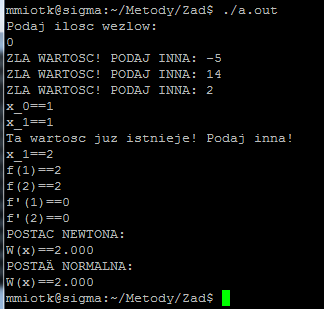 mmiotk@sigma:~/Metody/Zad$ ./a.out
Podaj ilosc wezlow:
0
ZLA WARTOSC! PODAJ INNA: -5
ZLA WARTOSC! PODAJ INNA: 14
ZLA WARTOSC! PODAJ INNA: 2
x_0==1
x_1==1
Ta wartosc juz istnieje! Podaj inna!
x_1==2
f(1)==2
f(2)==2
f'(1)==0
f'(2)==0
POSTAC NEWTONA:
W(x)==2.000
POSTAÄ NORMALNA:
W(x)==2.000
mmiotk@sigma:~/Metody/Zad$